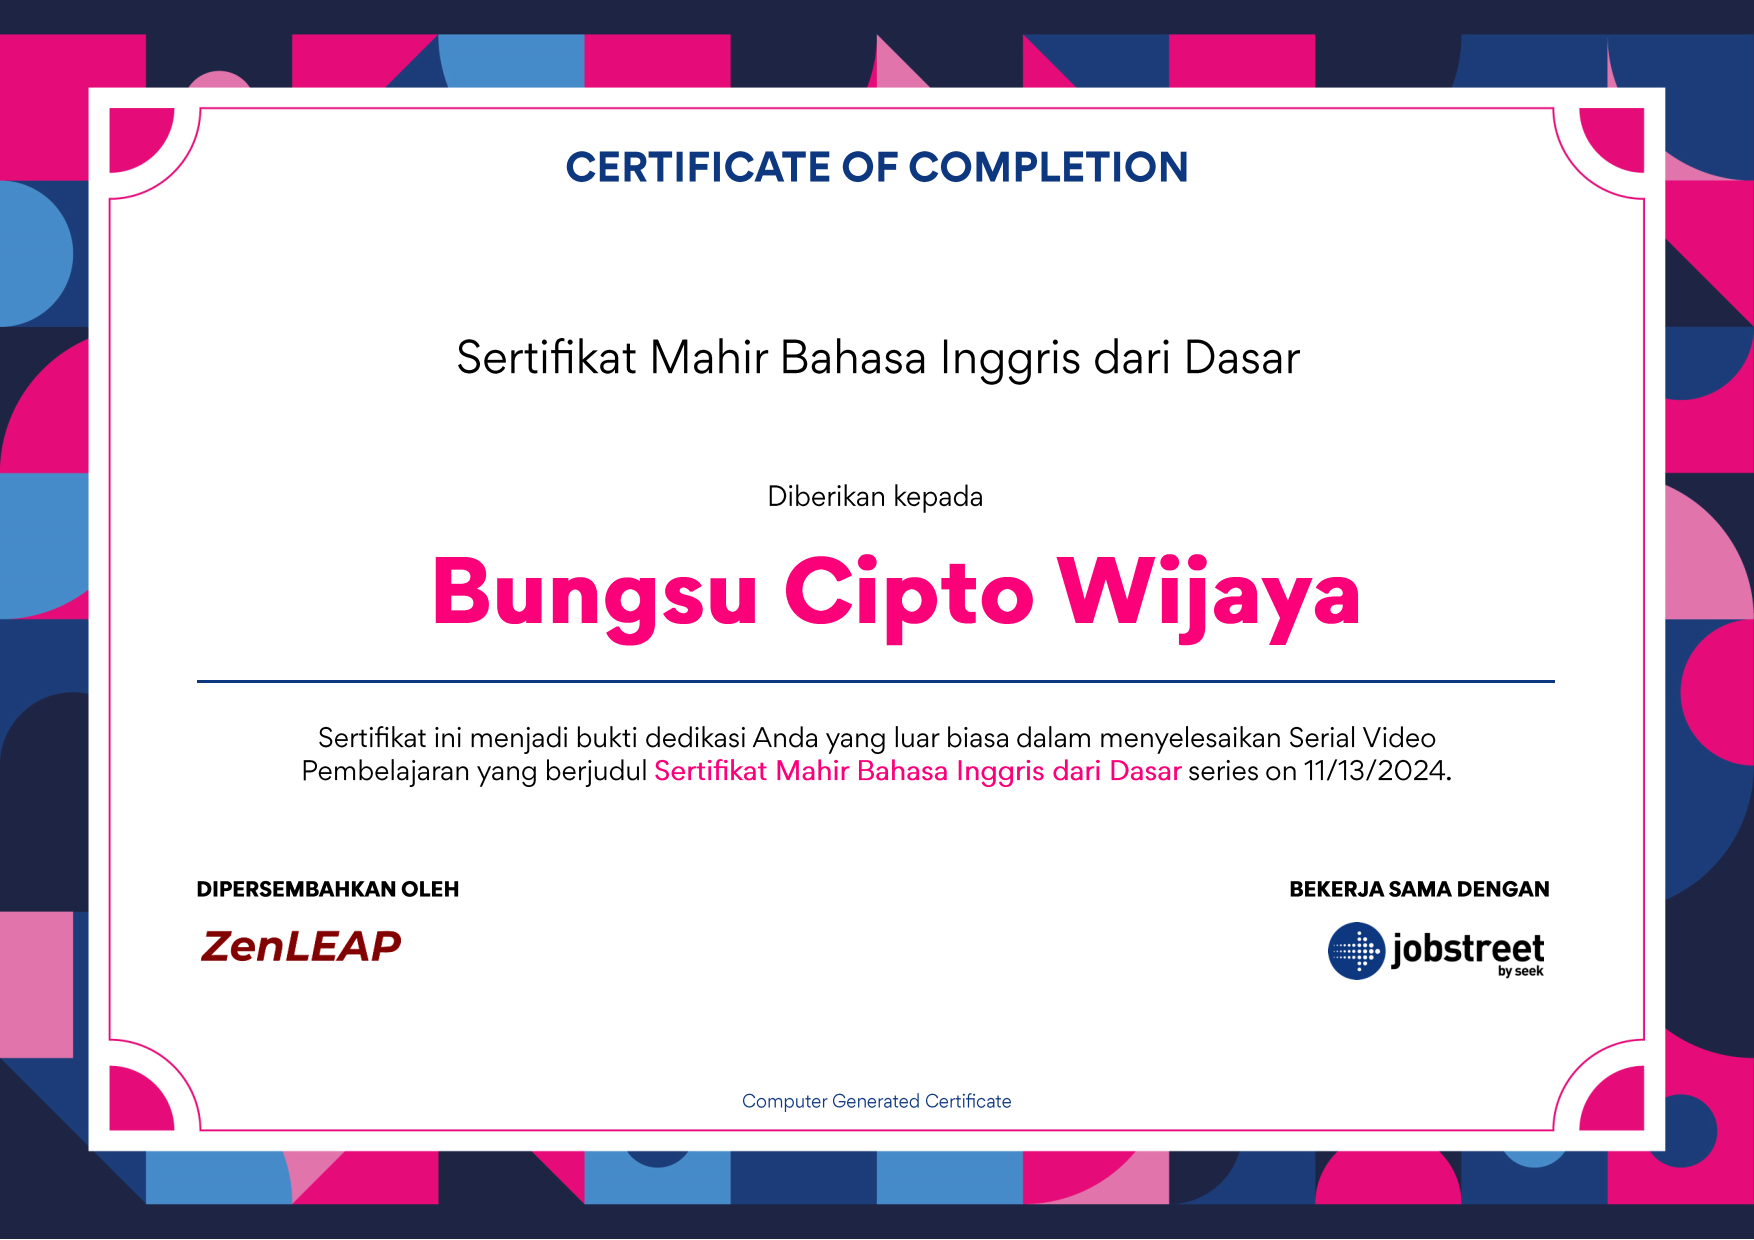 CERTIFICATE OF COMPLETION
Sertifikat Mahir Bahasa Inggris dari Dasar
Diberikan kepada
Bungsu Cipto Wijaya
Sertifikat ini menjadi bukti dedikasi Anda yang luar biasa dalam menyelesaikan Serial Video
Pembelajaran yang berjudul Sertifikat Mahir Bahasa Inggris dari Dasar series on 11/13/2024.
DIPERSEMBAHKAN OLEH
ZenLEAP
BEKERJA SAMA DENGAN
jobstreet
by seek
Computer Generated Certificate